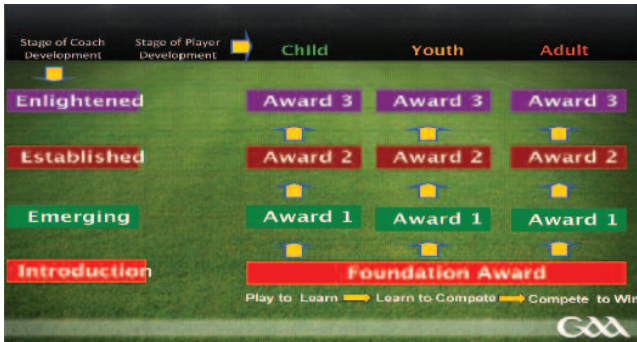 Stage of Coach Development
Stage of Player Development
Child Youth Adult
Enlightened Award 3 Award 3 Award 3
Established Award 2 Award 2 Award 2
Emerging Award 1 Award 1 Award 1
Introduction Foundation Award
Play to Learn Learn to Compete Compete to Win
GAA